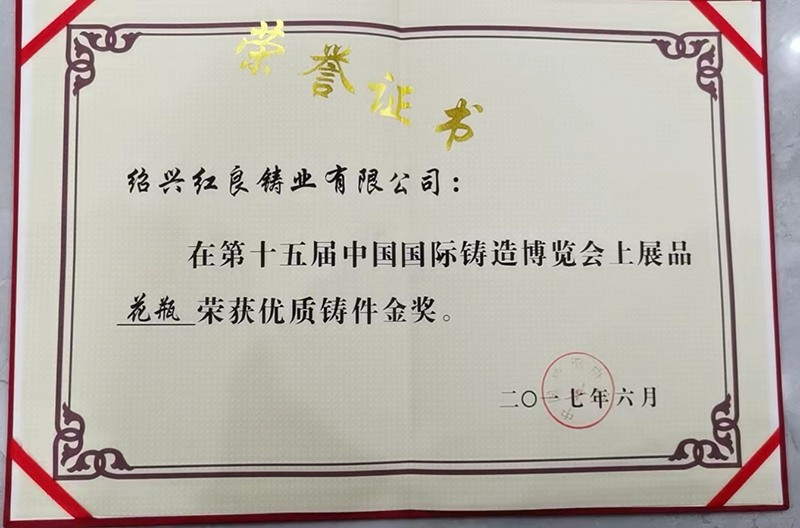 荣誉证书
绍兴红良铸业有限公司：
在第十五届中国国际铸造博览会上展品
花瓶 荣获优质铸件金奖。
二〇一七年六月